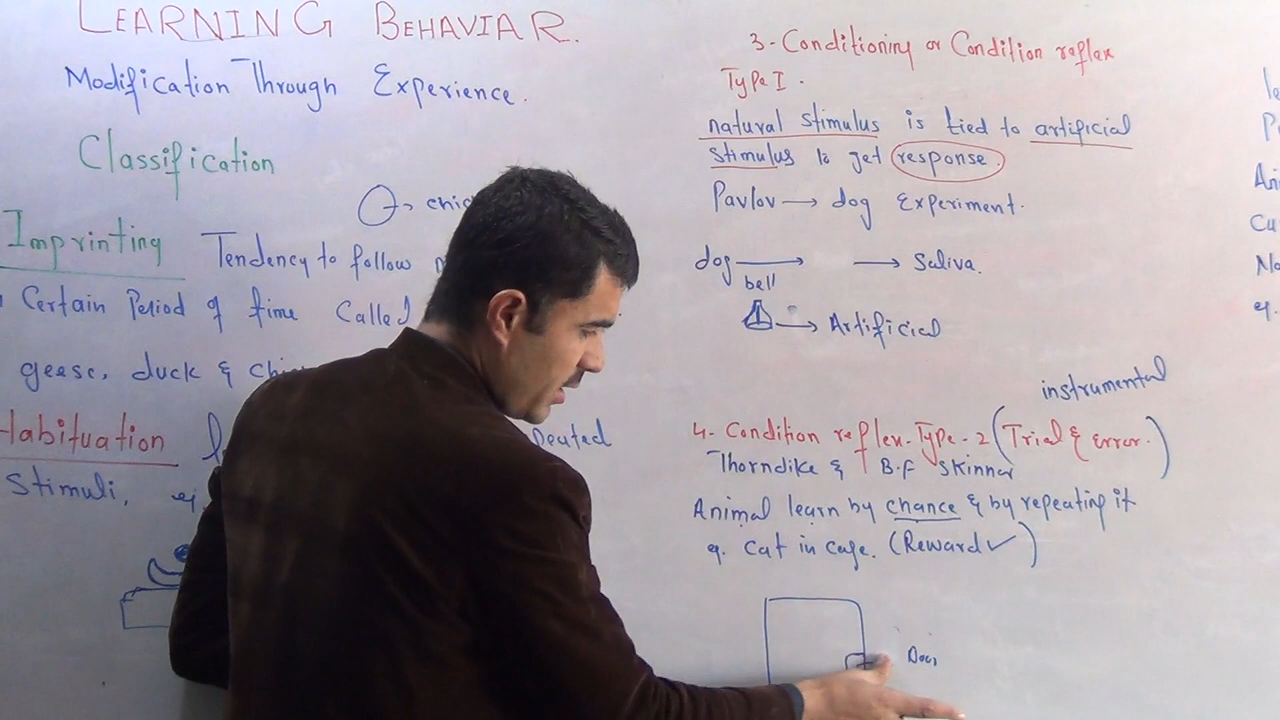 LEARNING BEHAVIAR.
Modification Through Experience.
Classification
Imprinting Tendency to follow
Certain Period of time Called
geese, duck &
Habituation
Stimuli,
3- Conditioning or Condition reflex
Type I.
natural stimulus is tied to artificial
stimulus to get response.
Pavlov → dog Experiment.
dog → → Saliva.
bell
→ Artificial
instrumental
4- Condition reflex-Type-2 (Trial & error.)
Thorndike & B.F Skinner
Animal learn by chance & by repeating it
eg. Cat in cage. (Reward ✓)